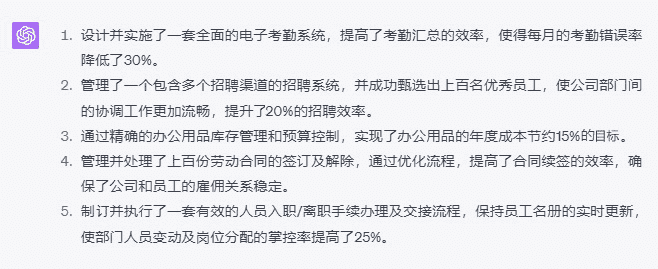 1. 设计并实施了一套全面的电子考勤系统，提高了考勤汇总的效率，使得每月的考勤错误率
降低了30%。
2. 管理了一个包含多个招聘渠道的招聘系统，并成功甄选出上百名优秀员工，使公司部门间
的协调工作更加流畅，提升了20%的招聘效率。
3. 通过精确的办公用品库存管理和预算控制，实现了办公用品的年度成本节约15%的目标。
4. 管理并处理了上百份劳动合同的签订及解除，通过优化流程，提高了合同续签的效率，确
保了公司和员工的雇佣关系稳定。
5. 制订并执行了一套有效的人员入职/离职手续办理及交接流程，保持员工名册的实时更新，
使部门人员变动及岗位分配的掌控率提高了25%。